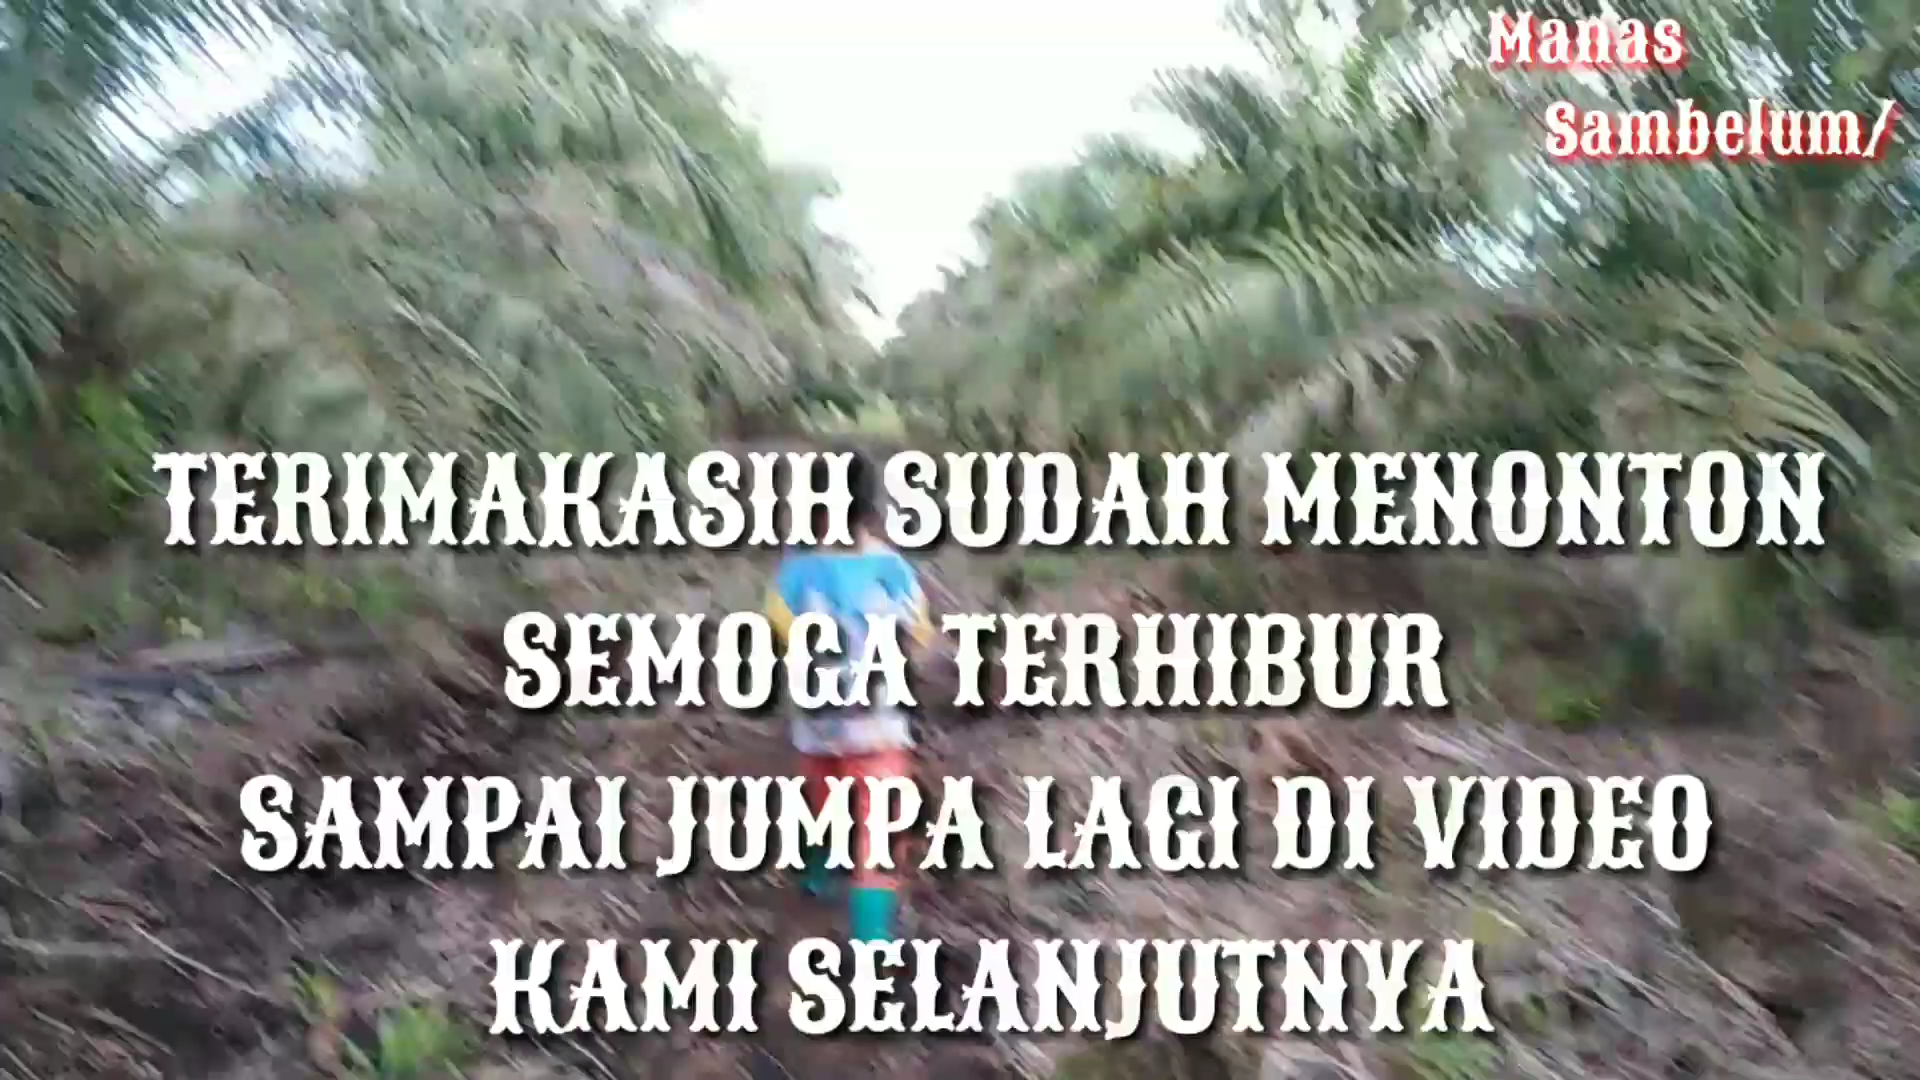 Manas
Sambelum/
TERIMAKASIH SUDAH MENONTON
SEMOGA TERHIBUR
SAMPAI JUMPA LAGI DI VIDEO
KAMI SELANJUTNYA